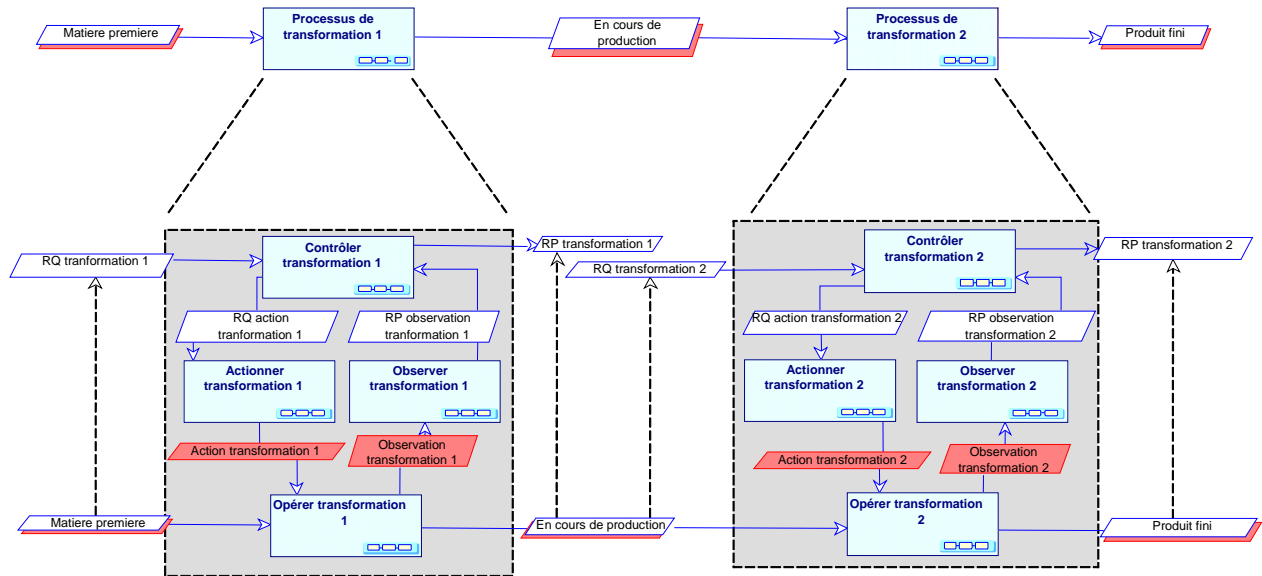 Processus de
transformation 1
Processus de
transformation 2
Matiere premiere
En cours de
production
Produit fini
Contrôler
transformation 1
RP transformation 1
RQ tranformation 1
RQ transformation 2
Contrôler
transformation 2
RP transformation 2
RQ action
tranformation 1
RP observation
tranformation 1
RQ action transformation 2
RP observation
transformation 2
Actionner
transformation 1
Observer
transformation 1
Actionner
transformation 2
Observer
transformation 2
Action transformation 1
Observation
transformation 1
Action transformation 2
Observation
transformation 2
Matiere premiere
Opérer transformation
1
En cours de production
Opérer transformation
2
Produit fini